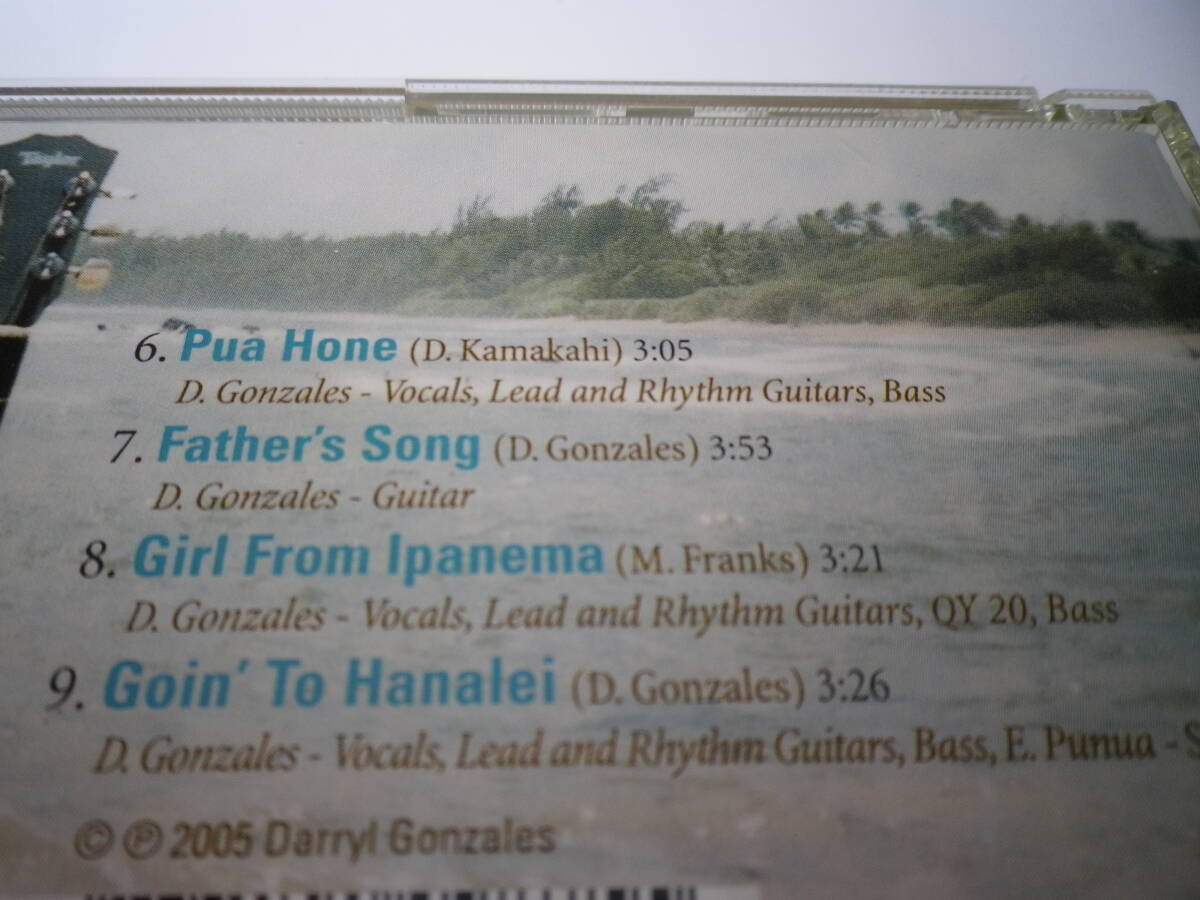 Taylor
6. Pua Hone (D. Kamakahi) 3:05
D. Gonzales - Vocals, Lead and Rhythm Guitars, Bass
7. Father's Song (D. Gonzales) 3:53
D. Gonzales - Guitar
8. Girl From Ipanema (M. Franks) 3:21
D. Gonzales - Vocals, Lead and Rhythm Guitars, QY 20, Bass
9. Goin' To Hanalei (D. Gonzales) 3:26
D. Gonzales - Vocals, Lead and Rhythm Guitars, Bass, E. Punua - S
© ℗ 2005 Darryl Gonzales